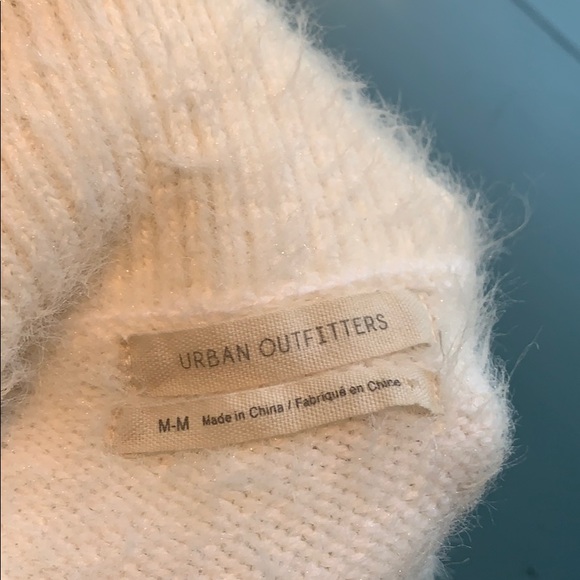 URBAN OUTFITTERS
M-M Made in China / Fabriqué en Chine